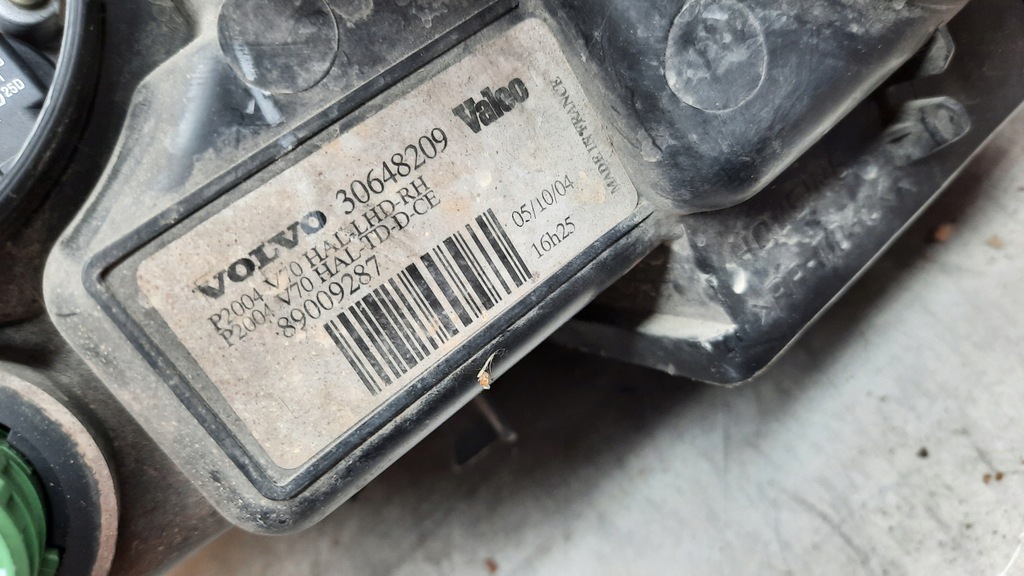 Valeo
VOLVO 30648209
P2004 V70 HAL-LHD-RH
P2004 V70 HAL-TD-D-CE
89009287
05/10/04
16h25
MADE IN FRANCE
25D